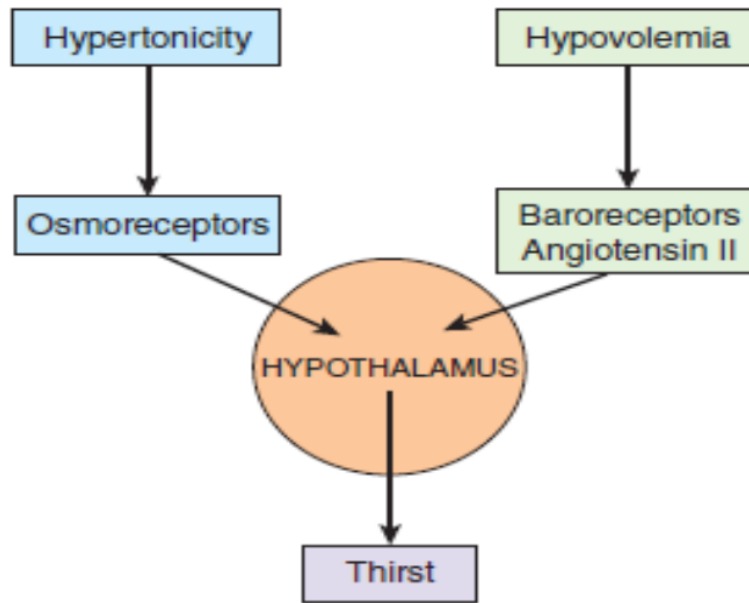 Hypertonicity
Hypovolemia
Osmoreceptors
Baroreceptors
Angiotensin II
HYPOTHALAMUS
Thirst